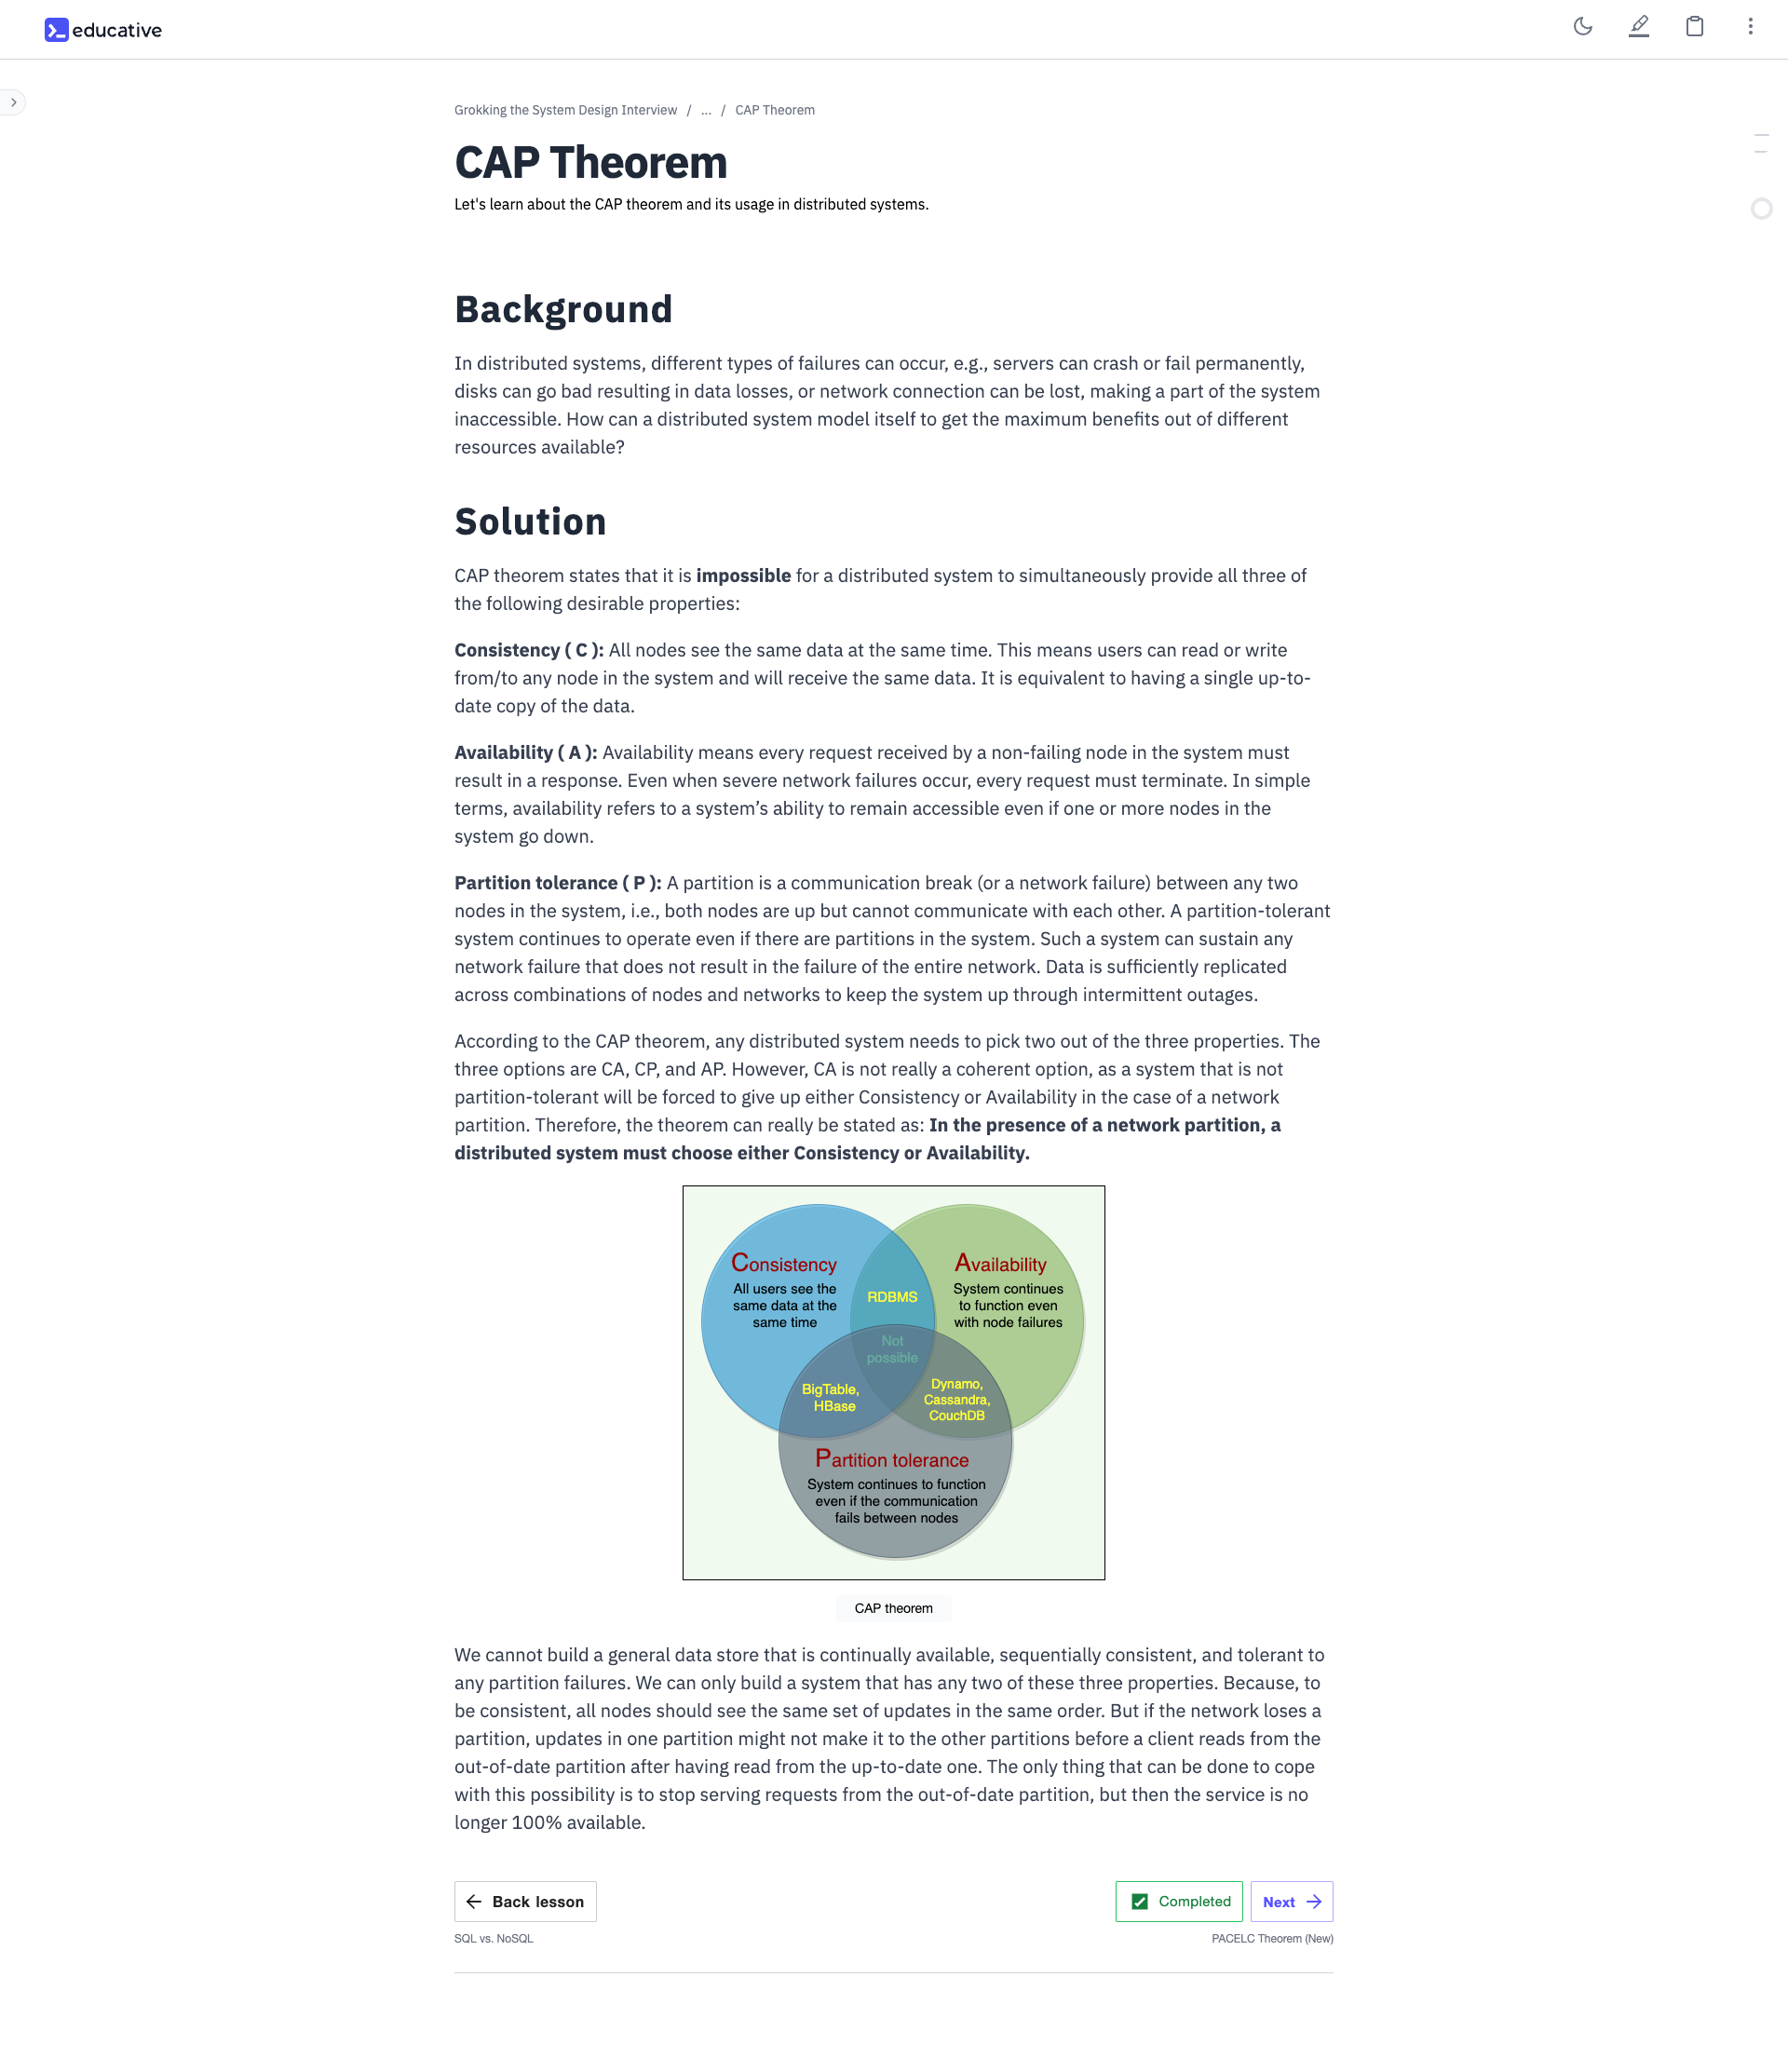 educative
Grokking the System Design Interview / ... / CAP Theorem
CAP Theorem
Let's learn about the CAP theorem and its usage in distributed systems.
Background
In distributed systems, different types of failures can occur, e.g., servers can crash or fail permanently,
disks can go bad resulting in data losses, or network connection can be lost, making a part of the system
inaccessible. How can a distributed system model itself to get the maximum benefits out of different
resources available?
Solution
CAP theorem states that it is impossible for a distributed system to simultaneously provide all three of
the following desirable properties:
Consistency ( C ): All nodes see the same data at the same time. This means users can read or write
from/to any node in the system and will receive the same data. It is equivalent to having a single up-to-
date copy of the data.
Availability ( A ): Availability means every request received by a non-failing node in the system must
result in a response. Even when severe network failures occur, every request must terminate. In simple
terms, availability refers to a system’s ability to remain accessible even if one or more nodes in the
system go down.
Partition tolerance ( P ): A partition is a communication break (or a network failure) between any two
nodes in the system, i.e., both nodes are up but cannot communicate with each other. A partition-tolerant
system continues to operate even if there are partitions in the system. Such a system can sustain any
network failure that does not result in the failure of the entire network. Data is sufficiently replicated
across combinations of nodes and networks to keep the system up through intermittent outages.
According to the CAP theorem, any distributed system needs to pick two out of the three properties. The
three options are CA, CP, and AP. However, CA is not really a coherent option, as a system that is not
partition-tolerant will be forced to give up either Consistency or Availability in the case of a network
partition. Therefore, the theorem can really be stated as: In the presence of a network partition, a
distributed system must choose either Consistency or Availability.
Consistency
All users see the
same data at the
same time
RDBMS
Availability
System continues
to function even
with node failures
Not
possible
BigTable,
HBase
Dynamo,
Cassandra,
CouchDB
Partition tolerance
System continues to function
even if the communication
fails between nodes
CAP theorem
We cannot build a general data store that is continually available, sequentially consistent, and tolerant to
any partition failures. We can only build a system that has any two of these three properties. Because, to
be consistent, all nodes should see the same set of updates in the same order. But if the network loses a
partition, updates in one partition might not make it to the other partitions before a client reads from the
out-of-date partition after having read from the up-to-date one. The only thing that can be done to cope
with this possibility is to stop serving requests from the out-of-date partition, but then the service is no
longer 100% available.
Back lesson
Completed
Next
SQL vs. NoSQL
PACELC Theorem (New)